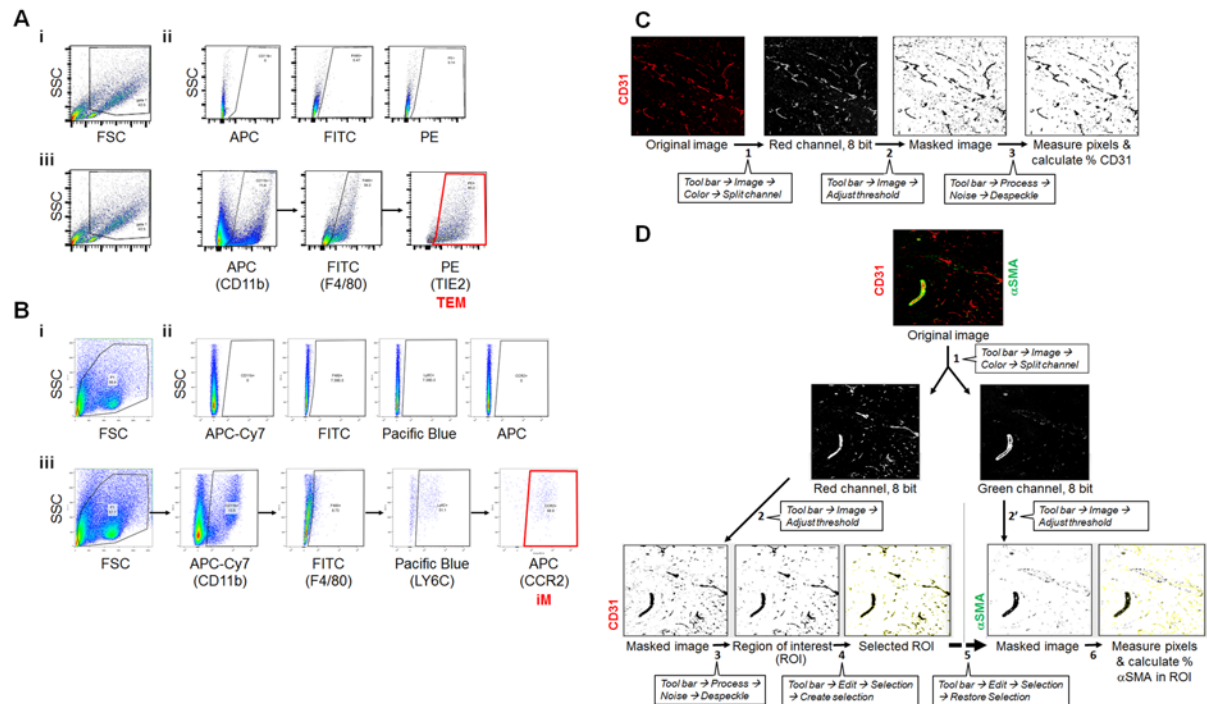 A
i
ii
SSC
FSC
APC
FITC
PE
iii
SSC
FSC
APC
(CD11b)
FITC
(F4/80)
PE
(TIE2)
TEM
B
i
ii
SSC
SSC
FSC
APC-Cy7
FITC
Pacific Blue
APC
iii
SSC
FSC
APC-Cy7
(CD11b)
FITC
(F4/80)
Pacific Blue
(LY6C)
APC
(CCR2)
iM
C
CD31
Original image
Red channel, 8 bit
Masked image
Measure pixels &
calculate % CD31
1
2
3
Tool bar → Image →
Color → Split channel
Tool bar → Image →
Adjust threshold
Tool bar → Process →
Noise → Despeckle
D
CD31
αSMA
Original image
1
Tool bar → Image →
Color → Split channel
Red channel, 8 bit
Green channel, 8 bit
2
Tool bar → Image →
Adjust threshold
2'
Tool bar → Image →
Adjust threshold
CD31
αSMA
Masked image
3
Region of interest
(ROI)
4
Selected ROI
5
Masked image
6
Measure pixels
& calculate %
αSMA in ROI
Tool bar → Process →
Noise → Despeckle
Tool bar → Edit → Selection
→ Create selection
Tool bar → Edit → Selection
→ Restore Selection